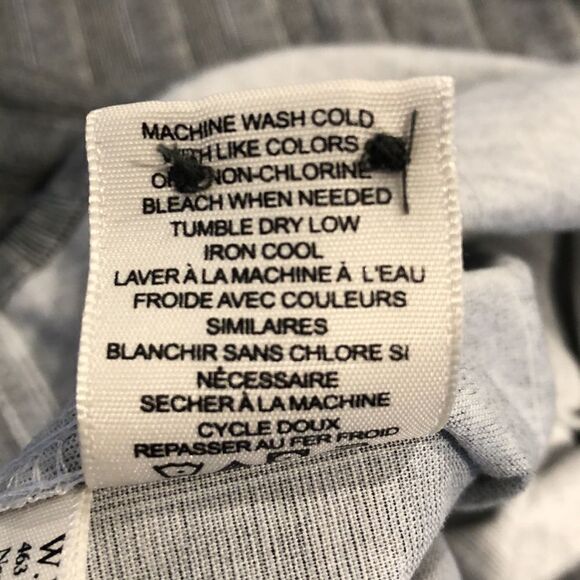 MACHINE WASH COLD
LIKE COLORS
NON-CHLORINE
BLEACH WHEN NEEDED
TUMBLE DRY LOW
IRON COOL
LAVER À LA MACHINE À L'EAU
FROIDE AVEC COULEURS
SIMILAIRES
BLANCHIR SANS CHLORE SI
NÉCESSAIRE
SECHER À LA MACHINE
CYCLE DOUX
REPASSER AU FER FROID
W.
463